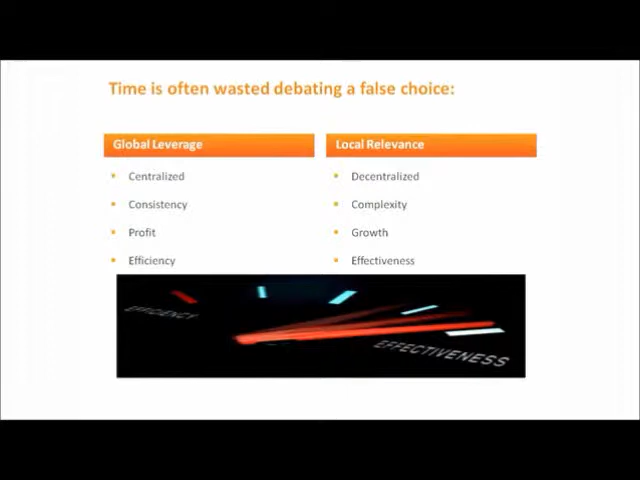 Time is often wasted debating a false choice:
Global Leverage
Centralized
Consistency
Profit
Efficiency
Local Relevance
Decentralized
Complexity
Growth
Effectiveness
EFFICIENCY
EFFECTIVENESS